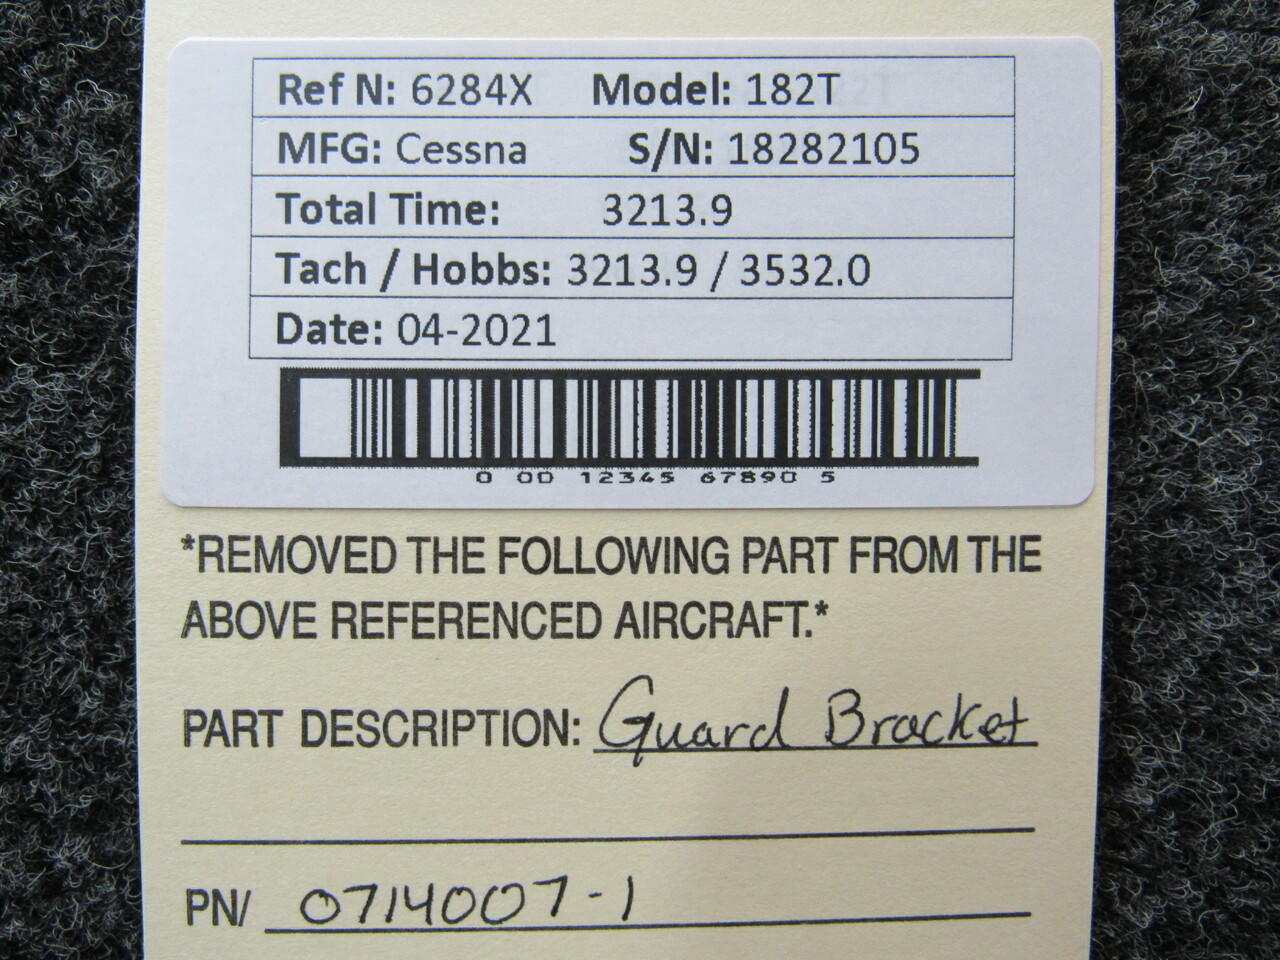 Ref N: 6284X Model: 182T
MFG: Cessna S/N: 18282105
Total Time: 3213.9
Tach / Hobbs: 3213.9 / 3532.0
Date: 04-2021
0 00 12345 67890 5
*REMOVED THE FOLLOWING PART FROM THE
ABOVE REFERENCED AIRCRAFT.*
PART DESCRIPTION: Guard Bracket
PN/ 0714007-1